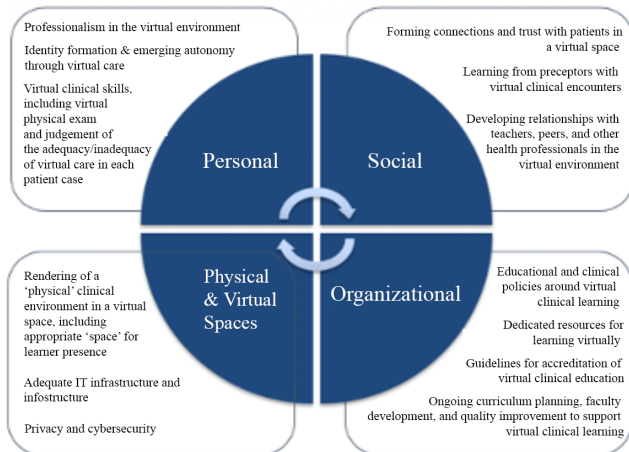 Professionalism in the virtual environment
Identity formation & emerging autonomy
through virtual care
Virtual clinical skills,
including virtual
physical exam
and judgement of
the adequacy/inadequacy
of virtual care in each
patient case
Personal
Forming connections and trust with patients in
a virtual space
Learning from preceptors with
virtual clinical encounters
Developing relationships with
teachers, peers, and other
health professionals in the
virtual environment
Social
Rendering of a
‘physical’ clinical
environment in a virtual
space, including
appropriate ‘space’ for
learner presence
Adequate IT infrastructure and
infostructure
Privacy and cybersecurity
Physical
& Virtual
Spaces
Organizational
Educational and clinical
policies around virtual
clinical learning
Dedicated resources for
learning virtually
Guidelines for accreditation of
virtual clinical education
Ongoing curriculum planning, faculty
development, and quality improvement to support
virtual clinical learning